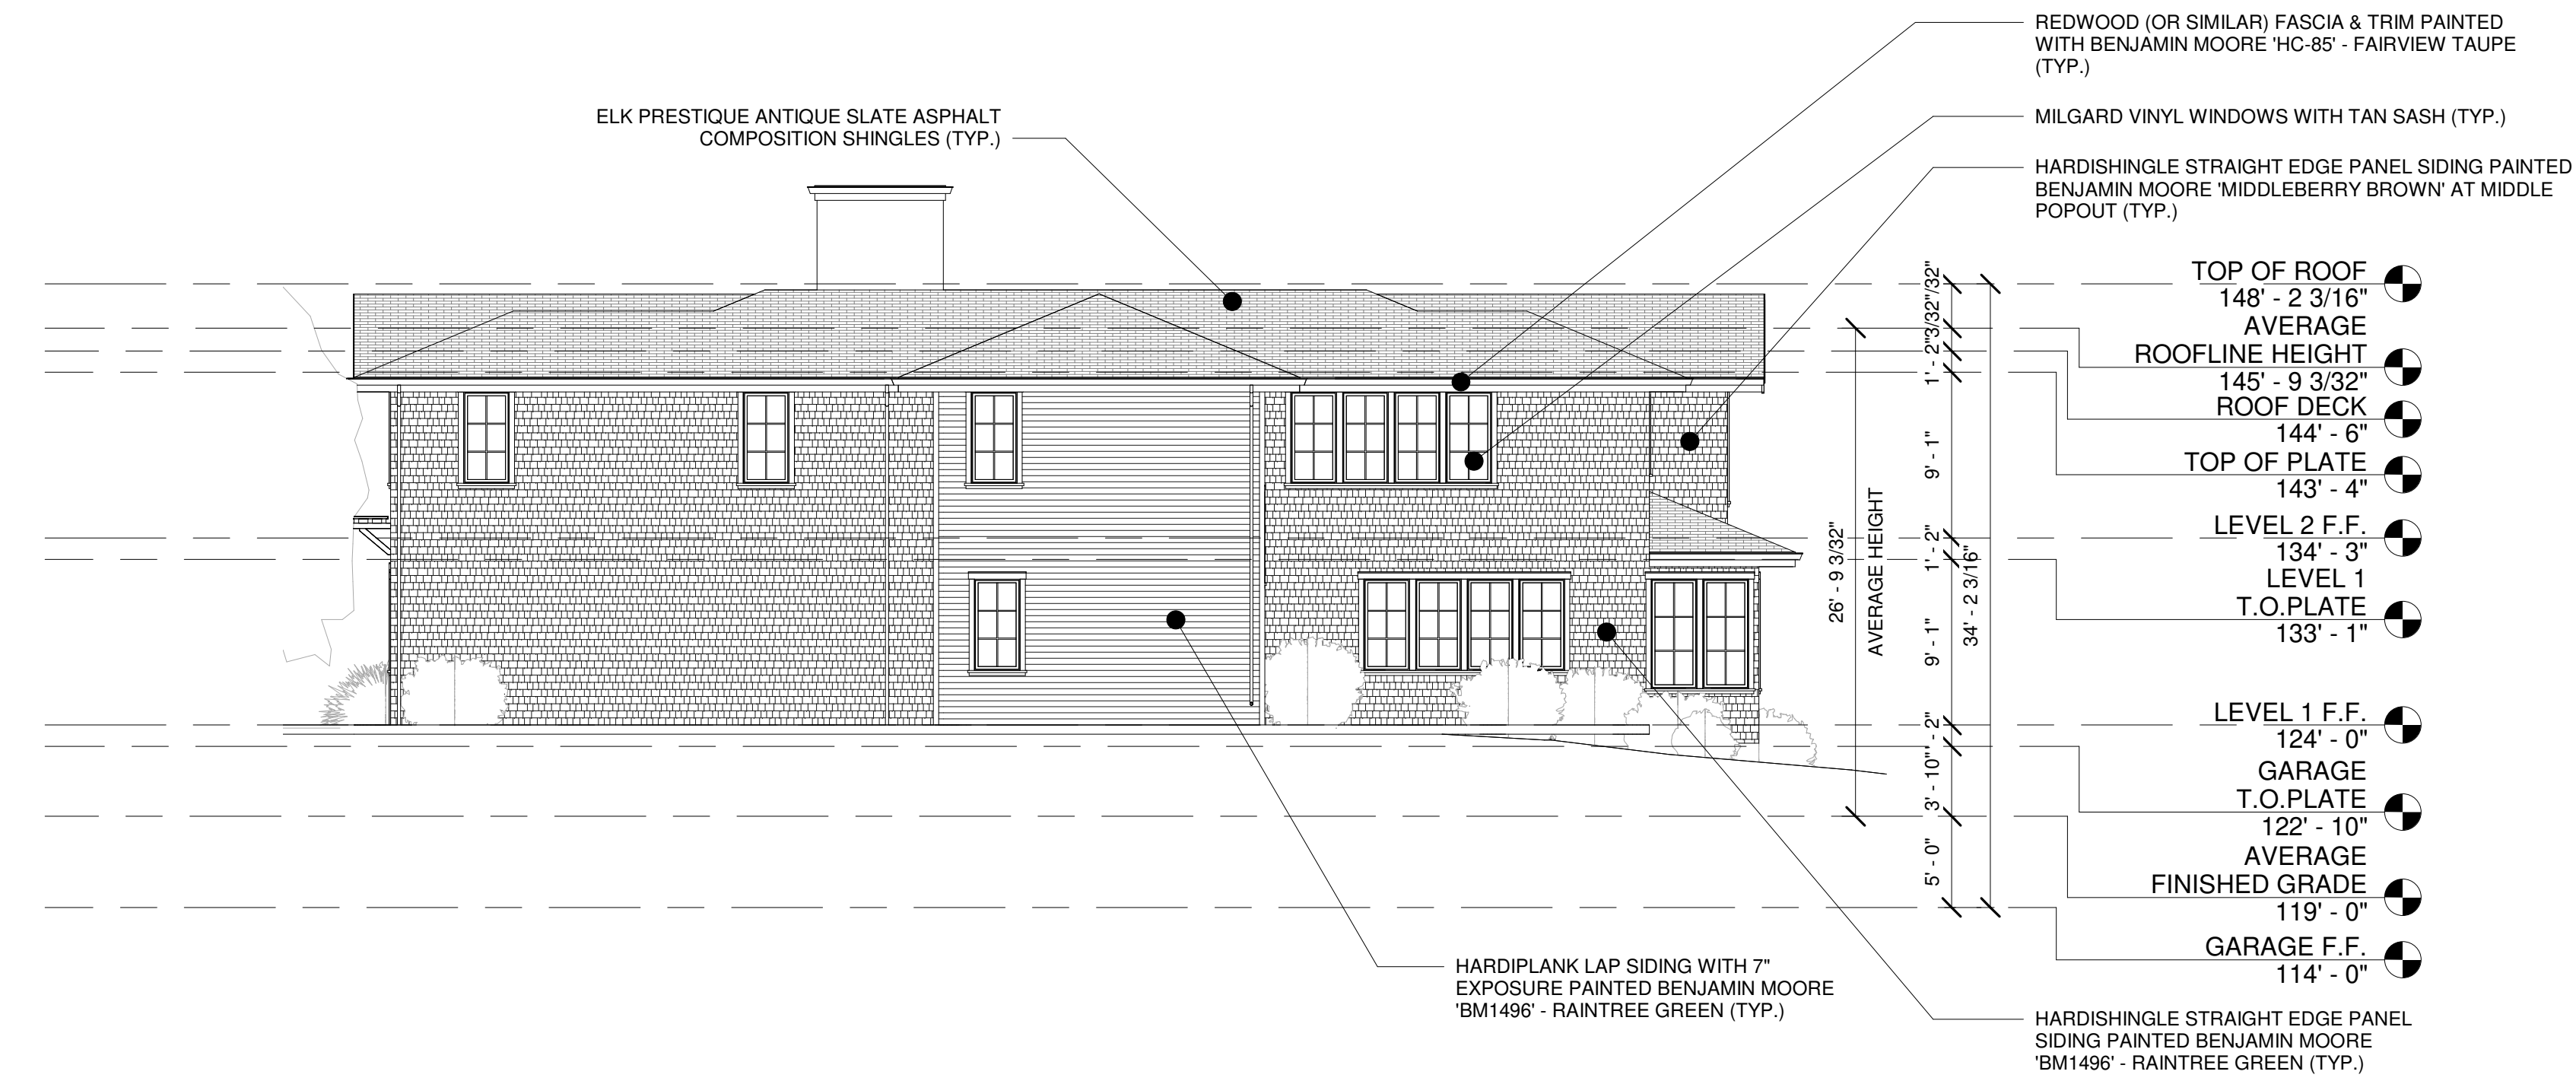 REDWOOD (OR SIMILAR) FASCIA & TRIM PAINTED
WITH BENJAMIN MOORE 'HC-85' - FAIRVIEW TAUPE
(TYP.)
ELK PRESTIQUE ANTIQUE SLATE ASPHALT
COMPOSITION SHINGLES (TYP.)
MILGARD VINYL WINDOWS WITH TAN SASH (TYP.)
HARDISHINGLE STRAIGHT EDGE PANEL SIDING PAINTED
BENJAMIN MOORE 'MIDDLEBERRY BROWN' AT MIDDLE
POPOUT (TYP.)
TOP OF ROOF
148' - 2 3/16"
AVERAGE
ROOFLINE HEIGHT
145' - 9 3/32"
ROOF DECK
144' - 6"
TOP OF PLATE
143' - 4"
LEVEL 2 F.F.
134' - 3"
LEVEL 1
T.O.PLATE
133' - 1"
LEVEL 1 F.F.
124' - 0"
GARAGE
T.O.PLATE
122' - 10"
AVERAGE
FINISHED GRADE
119' - 0"
GARAGE F.F.
114' - 0"
1' - 2"
9' - 1"
1' - 2"
9' - 1"
3' - 10"
5' - 0"
34' - 2 3/16"
26' - 9 3/32"
AVERAGE HEIGHT
HARDIPLANK LAP SIDING WITH 7"
EXPOSURE PAINTED BENJAMIN MOORE
'BM1496' - RAINTREE GREEN (TYP.)
HARDISHINGLE STRAIGHT EDGE PANEL
SIDING PAINTED BENJAMIN MOORE
'BM1496' - RAINTREE GREEN (TYP.)